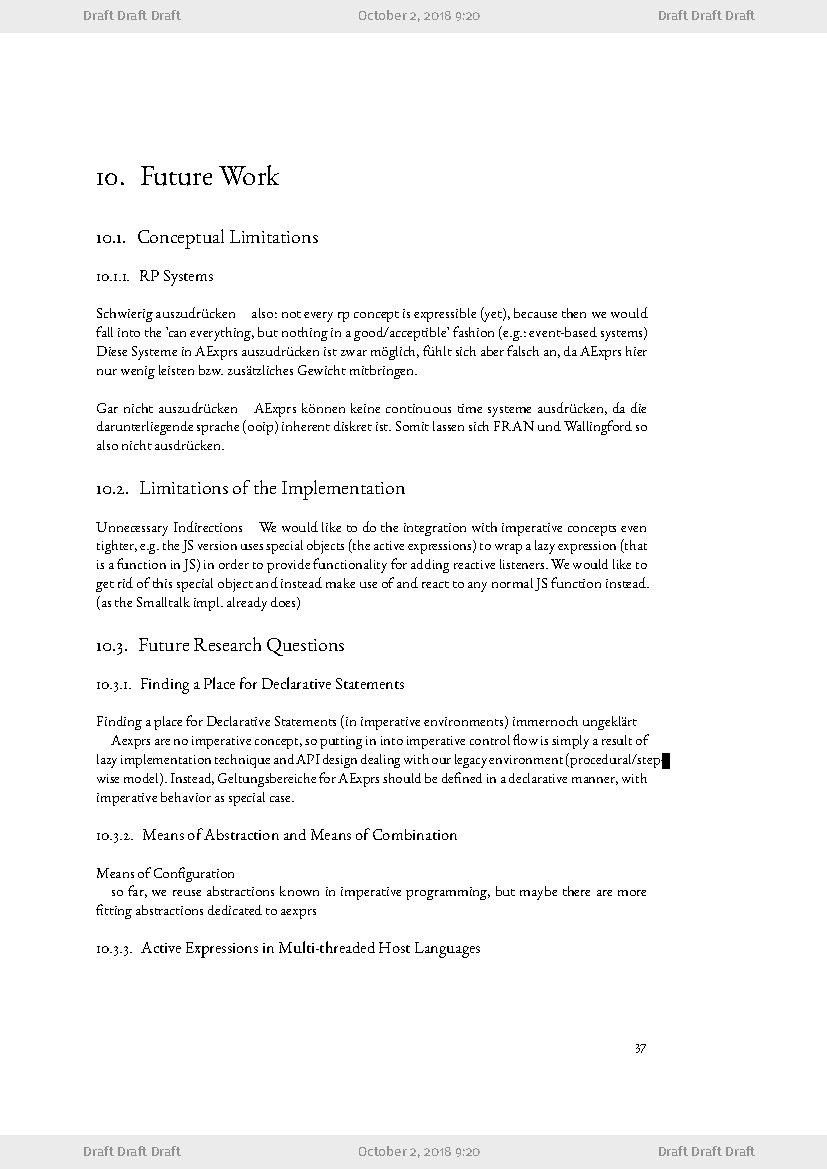 Draft Draft Draft October 2, 2018 9:20 Draft Draft Draft
10. Future Work
10.1. Conceptual Limitations
10.1.1. RP Systems
Schwierig auszudrücken also: not every rp concept is expressible (yet), because then we would
fall into the 'can everything, but nothing in a good/acceptible' fashion (e.g.: event-based systems)
Diese Systeme in AExprs auszudrücken ist zwar möglich, fühlt sich aber falsch an, da AExprs hier
nur wenig leisten bzw. zusätzliches Gewicht mitbringen.
Gar nicht auszudrücken AExprs können keine continuous time systeme ausdrücken, da die
darunterliegende sprache (ooip) inherent diskret ist. Somit lassen sich FRAN und Wallingford so
also nicht ausdrücken.
10.2. Limitations of the Implementation
Unnecessary Indirections We would like to do the integration with imperative concepts even
tighter, e.g. the JS version uses special objects (the active expressions) to wrap a lazy expression (that
is a function in JS) in order to provide functionality for adding reactive listeners. We would like to
get rid of this special object and instead make use of and react to any normal JS function instead.
(as the Smalltalk impl. already does)
10.3. Future Research Questions
10.3.1. Finding a Place for Declarative Statements
Finding a place for Declarative Statements (in imperative environments) immernoch ungeklärt
Aexprs are no imperative concept, so putting in into imperative control flow is simply a result of
lazy implementation technique and API design dealing with our legacy environment (procedural/step-
wise model). Instead, Geltungsbereiche for AExprs should be defined in a declarative manner, with
imperative behavior as special case.
10.3.2. Means of Abstraction and Means of Combination
Means of Configuration
so far, we reuse abstractions known in imperative programming, but maybe there are more
fitting abstractions dedicated to aexprs
10.3.3. Active Expressions in Multi-threaded Host Languages
37
Draft Draft Draft October 2, 2018 9:20 Draft Draft Draft